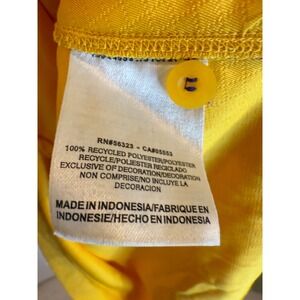 RN#56323 - CA#05553
100% RECYCLED POLYESTER/POLYESTER
RECYCLE/POLIESTER RECICLADO
EXCLUSIVE OF DECORATION/DECORATION
NON COMPRISE/NO INCLUYE LA
DECORACION
MADE IN INDONESIA/FABRIQUE EN
INDONESIE/HECHO EN INDONESIA